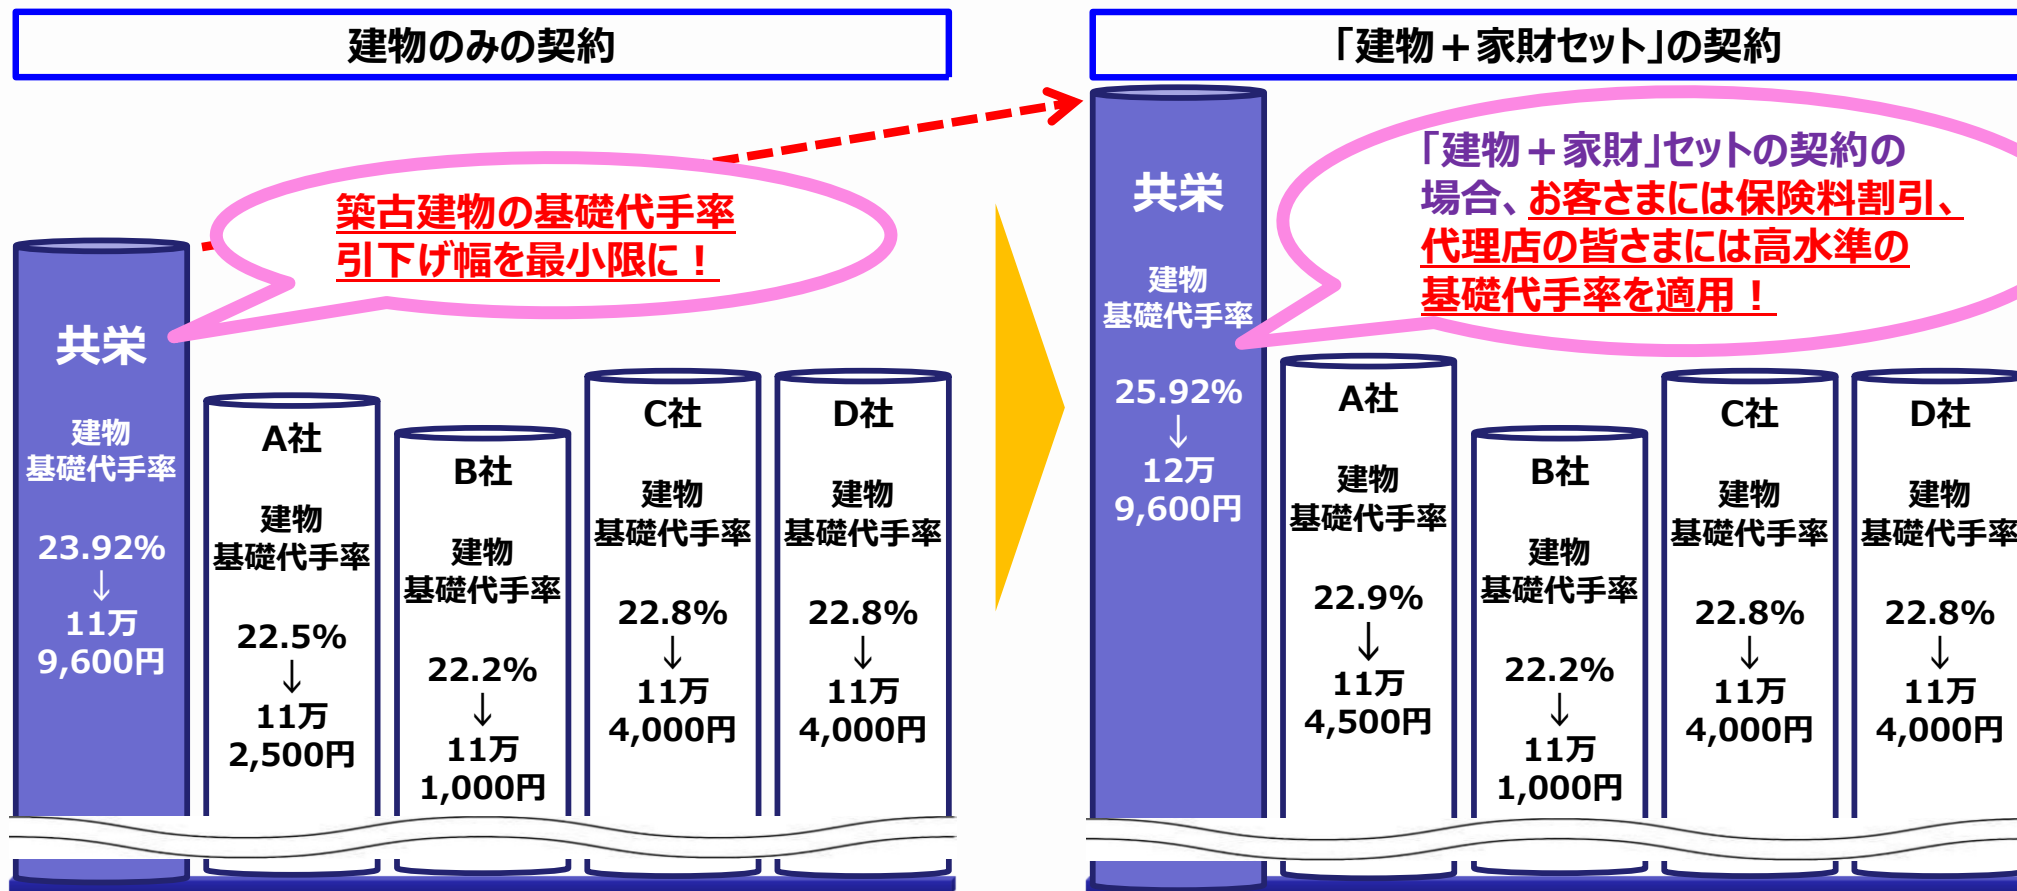 建物のみの契約
築古建物の基礎代手率
引下げ幅を最小限に！
共栄
建物
基礎代手率
23.92%
↓
11万
9,600円
A社
建物
基礎代手率
22.5%
↓
11万
2,500円
B社
建物
基礎代手率
22.2%
↓
11万
1,000円
C社
建物
基礎代手率
22.8%
↓
11万
4,000円
D社
建物
基礎代手率
22.8%
↓
11万
4,000円
「建物＋家財セット」の契約
「建物＋家財」セットの契約の
場合、お客さまには保険料割引、
代理店の皆さまには高水準の
基礎代手率を適用！
共栄
建物
基礎代手率
25.92%
↓
12万
9,600円
A社
建物
基礎代手率
22.9%
↓
11万
4,500円
B社
建物
基礎代手率
22.2%
↓
11万
1,000円
C社
建物
基礎代手率
22.8%
↓
11万
4,000円
D社
建物
基礎代手率
22.8%
↓
11万
4,000円